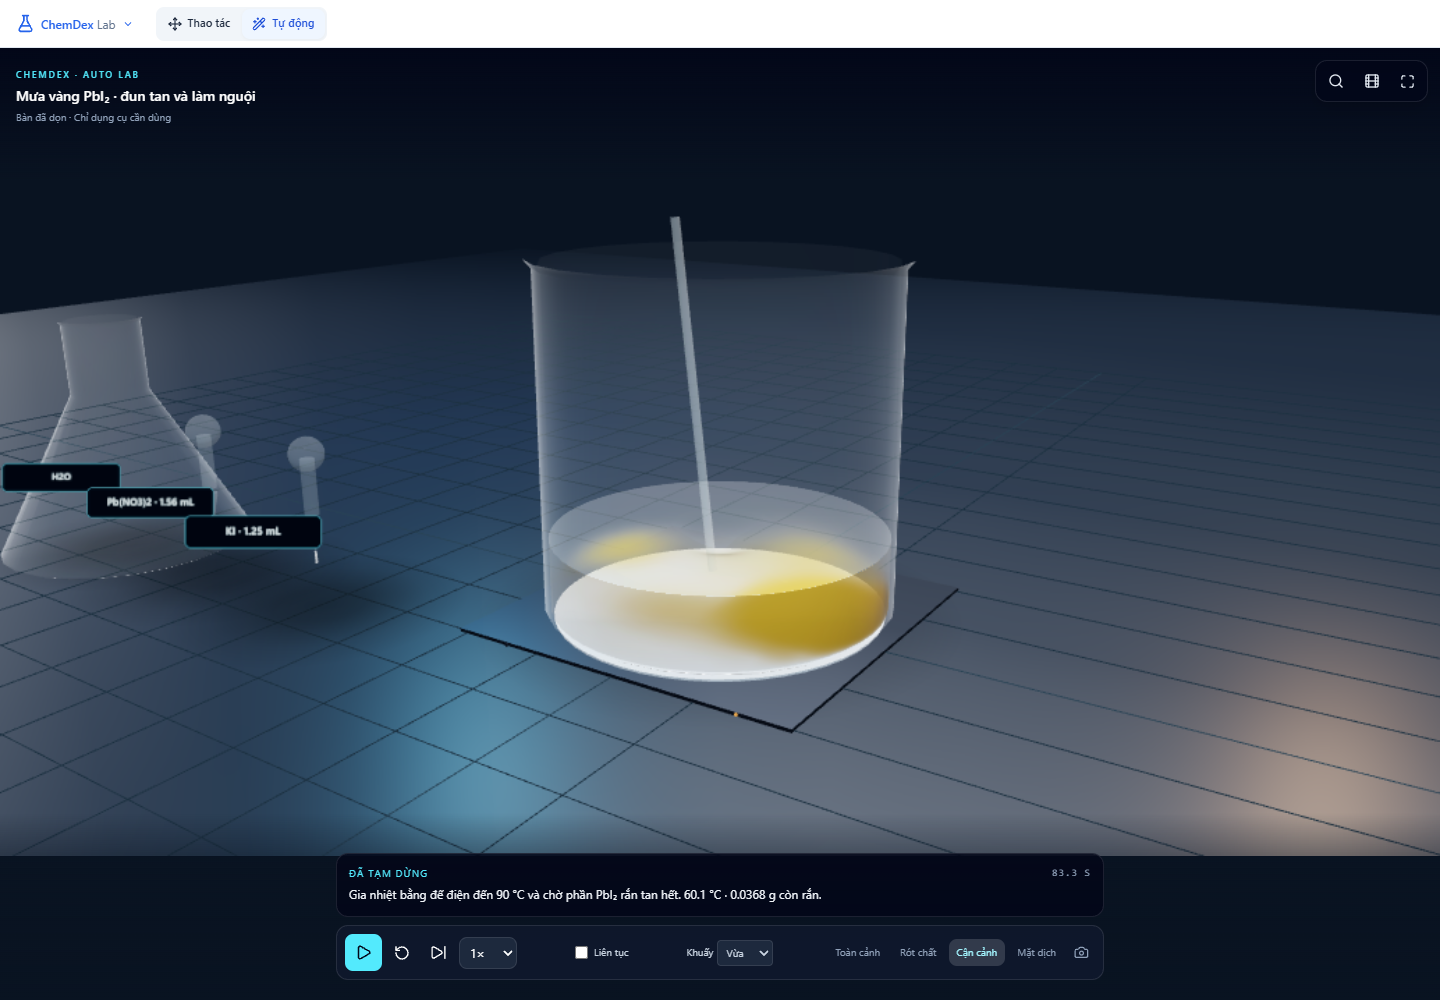 ChemDex Lab
Thao tác
Tự động
CHEMDEX · AUTO LAB
Mưa vàng PbI₂ · đun tan và làm nguội
Bàn đã dọn · Chỉ dụng cụ cần dùng
H2O
Pb(NO3)2 · 1.56 mL
KI · 1.25 mL
ĐÃ TẠM DỪNG
83.3 S
Gia nhiệt bằng đế điện đến 90 °C và chờ phần PbI₂ rắn tan hết. 60.1 °C · 0.0368 g còn rắn.
1×
Liên tục
Khuấy
Vừa
Toàn cảnh
Rót chất
Cận cảnh
Mặt dịch